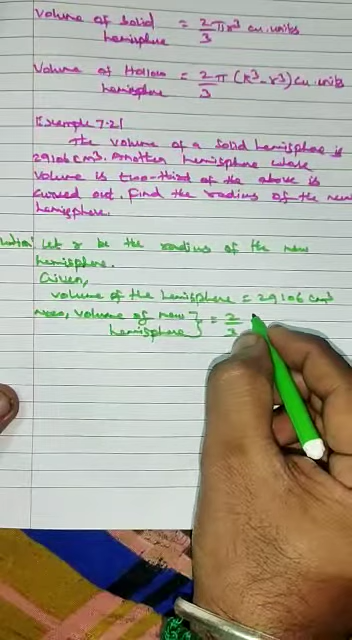 Volume of Solid hemisphere = 2/3 πr³ cu.units
Volume of Hollow hemisphere = 2/3 π (R³-r³) cu.units
Example 7.21
The volume of a solid hemisphere is
29106 cm³. Another hemisphere whose
volume is two-third of the above is
carved out. Find the radius of the new
hemisphere.
Let r be the radius of the new
hemisphere.
Given,
volume of the hemisphere = 29106 cm³
Now, volume of new hemisphere } = 2/3